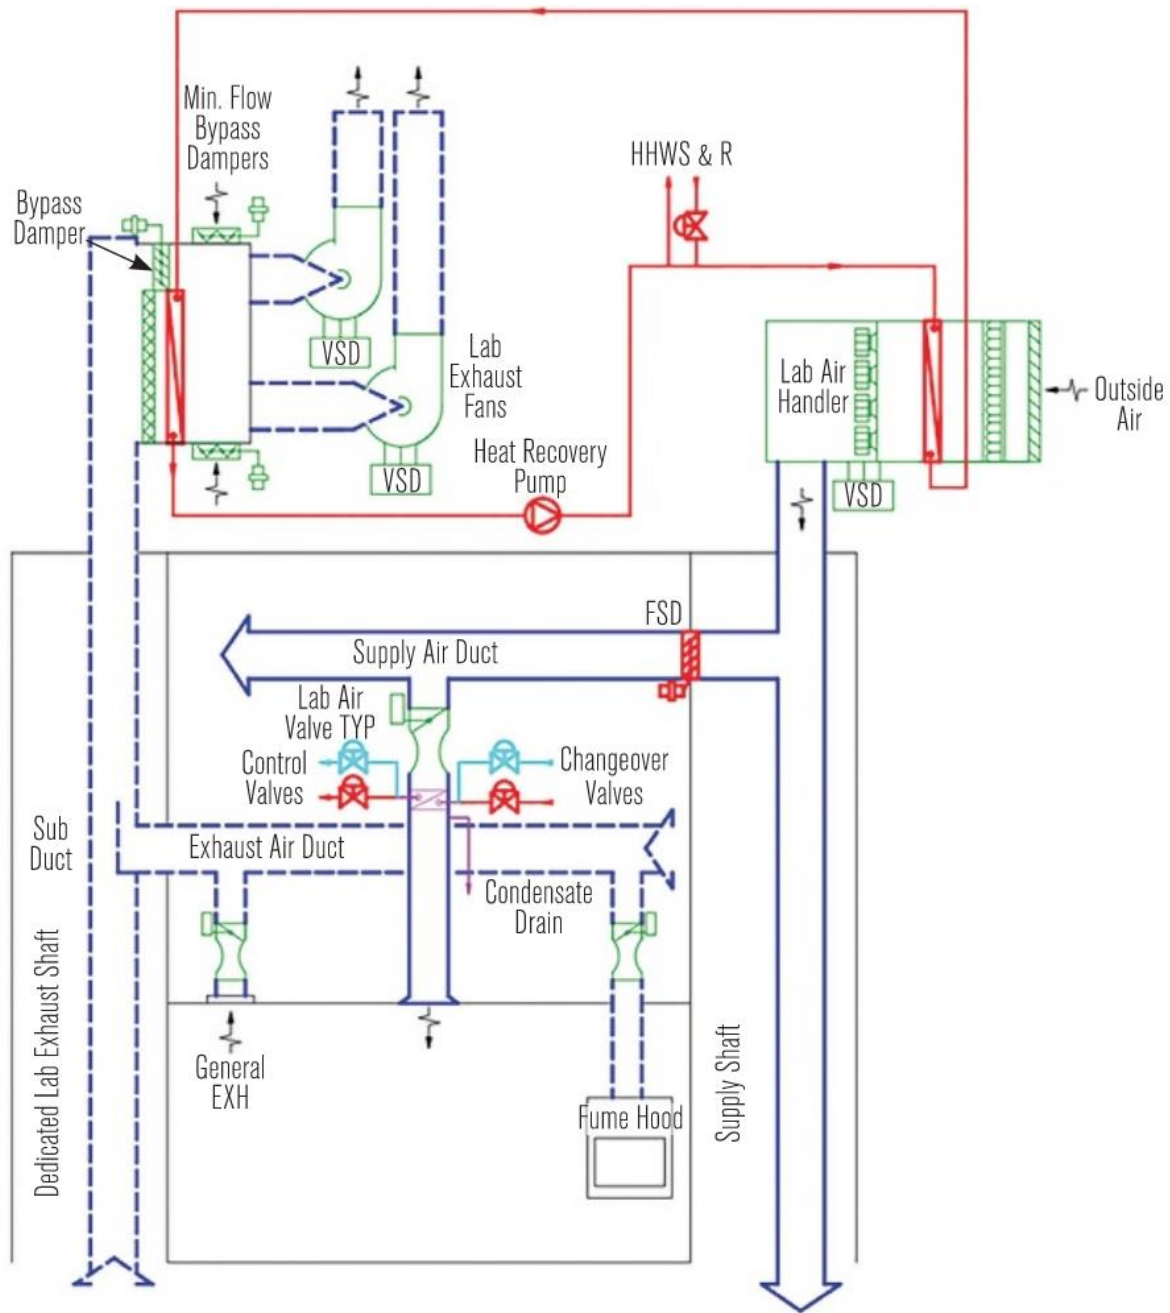 Min. Flow
Bypass
Dampers
Bypass
Damper
HHWS & R
VSD
Lab
Exhaust
Fans
Lab Air
Handler
Outside
Air
Heat Recovery
Pump
VSD
VSD
FSD
Supply Air Duct
Lab Air
Valve TYP
Control
Valves
Changeover
Valves
Sub
Duct
Exhaust Air Duct
Condensate
Drain
Dedicated Lab Exhaust Shaft
General
EXH
Fume Hood
Supply Shaft